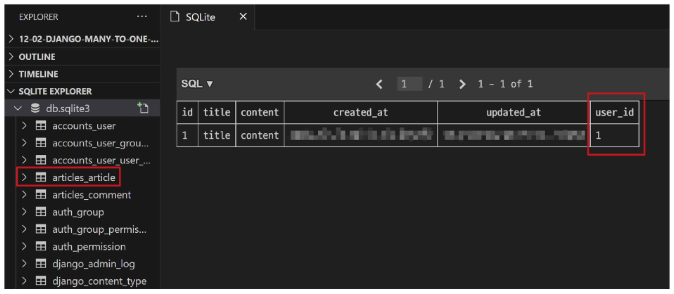 EXPLORER
···
SQLite
×
12-02-DJANGO-MANY-TO-ONE-...
OUTLINE
TIMELINE
SQLITE EXPLORER
db.sqlite3
accounts_user
accounts_user_grou...
accounts_user_user_...
articles_article
articles_comment
auth_group
auth_group_permis...
auth_permission
django_admin_log
django_content_type
SQL ▼
< 1 / 1 > 1 - 1 of 1
id title content created_at updated_at user_id
1 title content 1